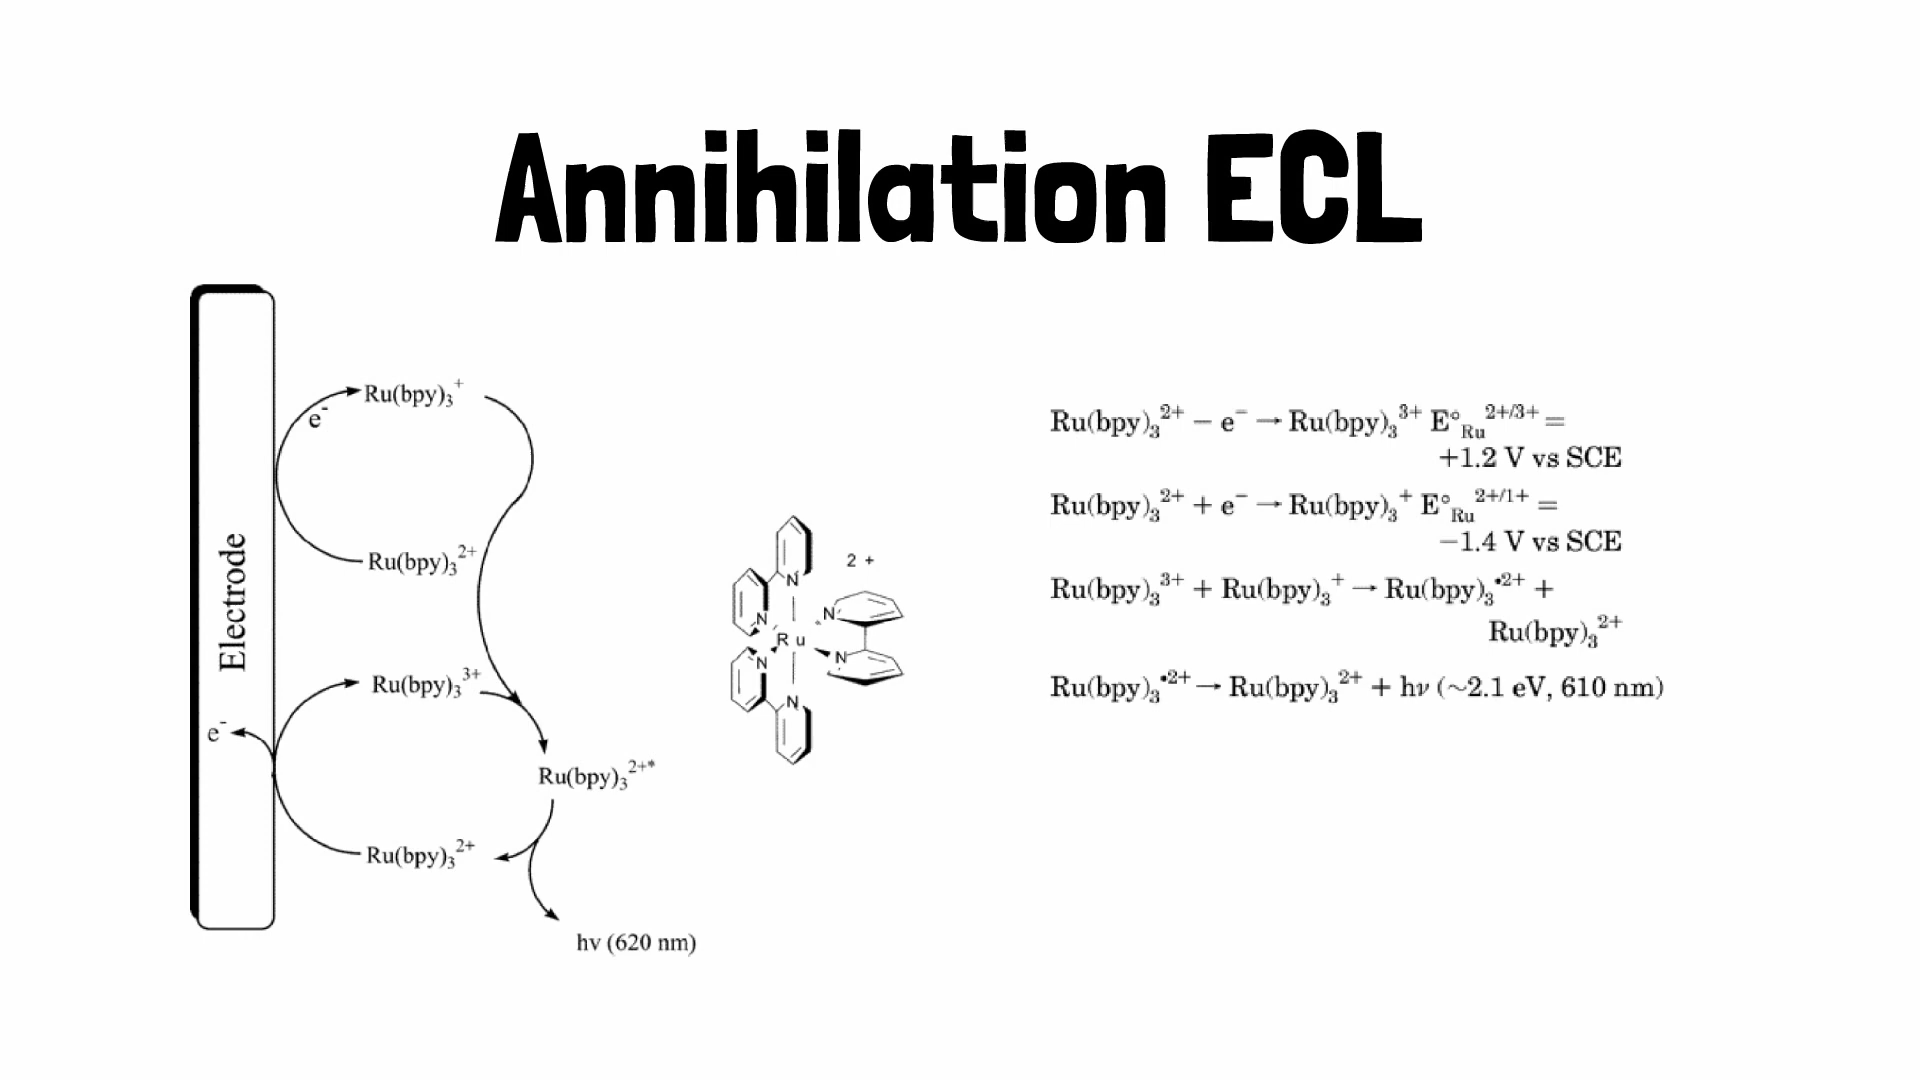 Annihilation ECL
Electrode
e⁻
Ru(bpy)₃⁺
Ru(bpy)₃²⁺
Ru(bpy)₃³⁺
e⁻
Ru(bpy)₃²⁺*
Ru(bpy)₃²⁺
hν (620 nm)
2 +
N
N
N
R u
N
N
N
Ru(bpy)₃²⁺ − e⁻ → Ru(bpy)₃³⁺ E°Ru²⁺/³⁺ =
+1.2 V vs SCE
Ru(bpy)₃²⁺ + e⁻ → Ru(bpy)₃⁺ E°Ru²⁺/¹⁺ =
−1.4 V vs SCE
Ru(bpy)₃³⁺ + Ru(bpy)₃⁺ → Ru(bpy)₃•²⁺ +
Ru(bpy)₃²⁺
Ru(bpy)₃•²⁺ → Ru(bpy)₃²⁺ + hν (~2.1 eV, 610 nm)